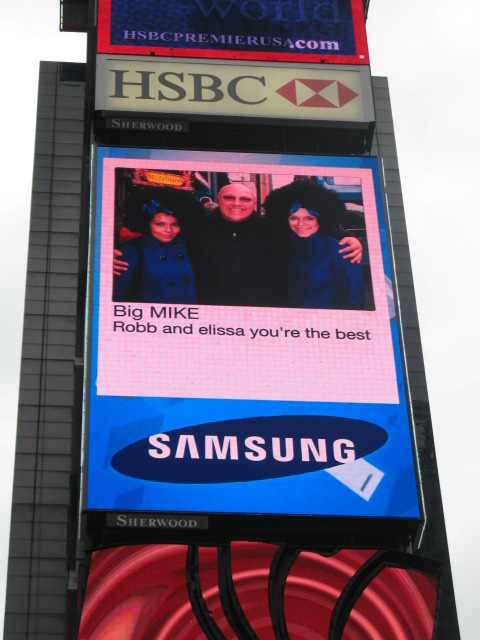 World
HSBCPREMIERUSA.com
HSBC
SHERWOOD
Big MIKE
Robb and elissa you're the best
SAMSUNG
SHERWOOD